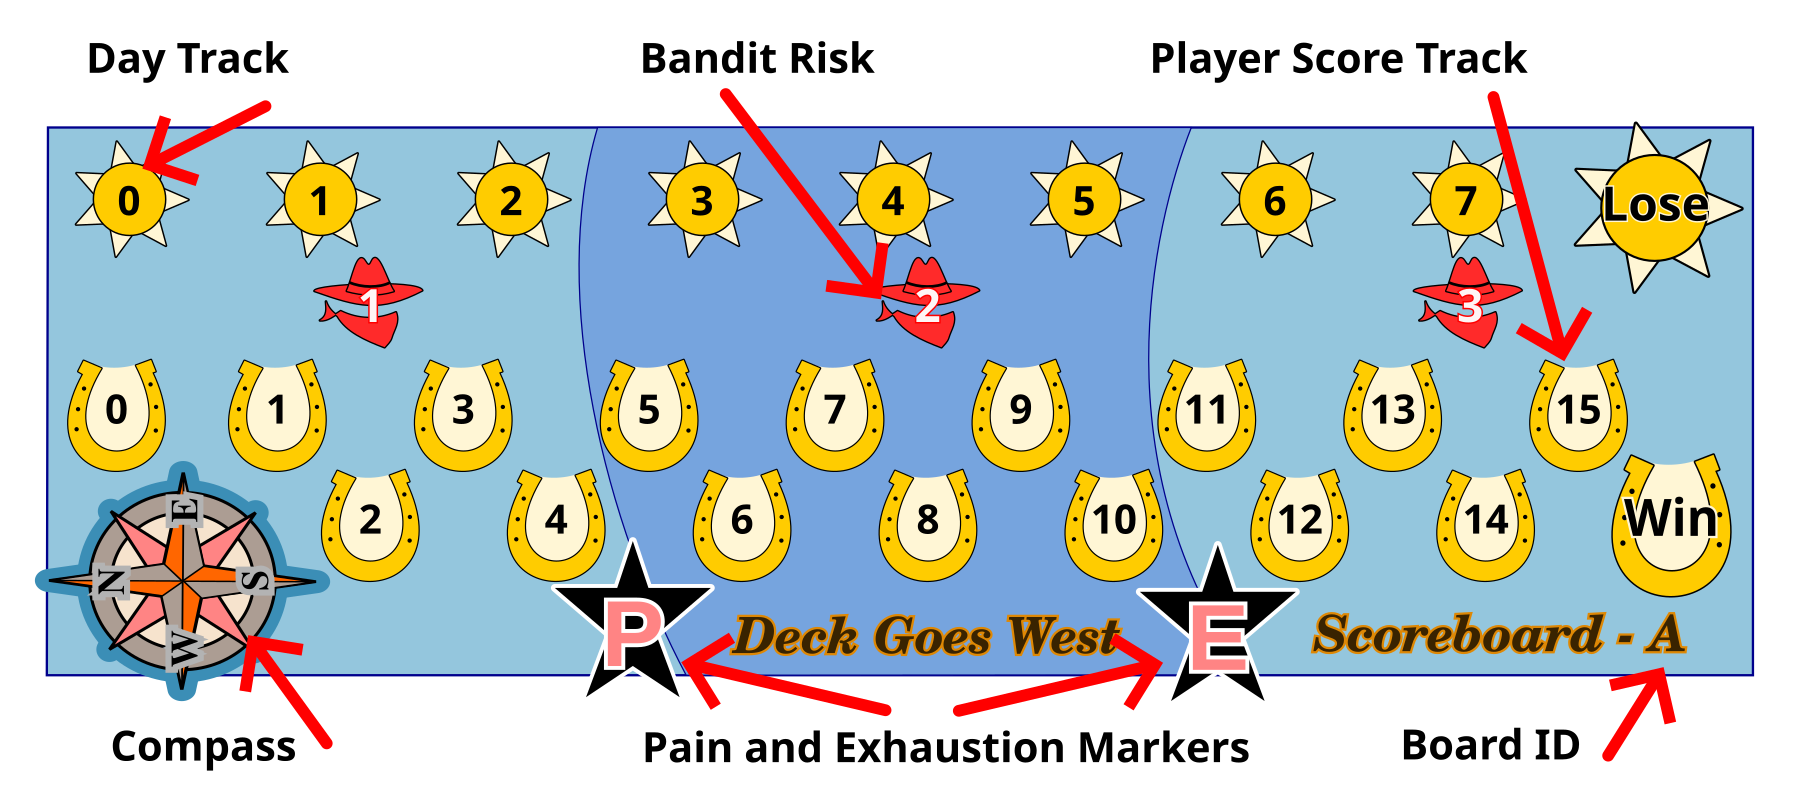 Day Track Bandit Risk Player Score Track
0 1 2 3 4 5 6 7 Lose
1 2 3
0 1 3 5 7 9 11 13 15
2 4 6 8 10 12 14 Win
E
N S
W
P Deck Goes West E Scoreboard - A
Compass Pain and Exhaustion Markers Board ID